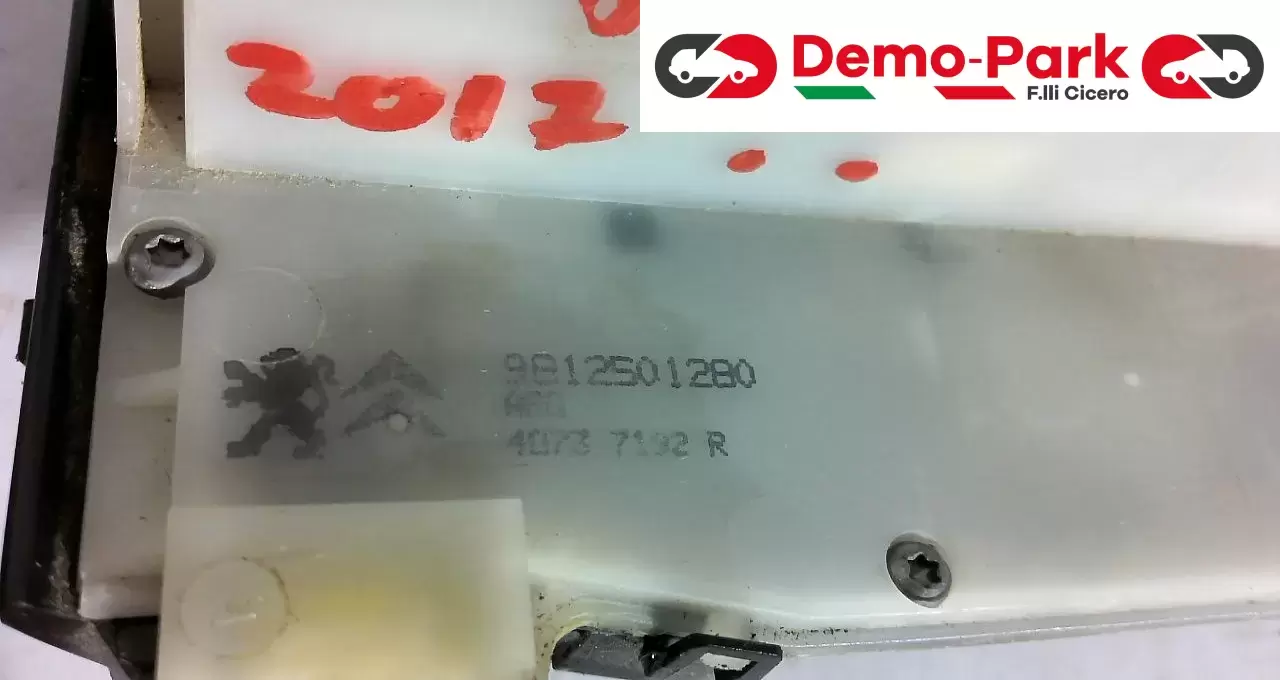 Demo-Park
F.lli Cicero
2012
9812501280
4073 7192 R